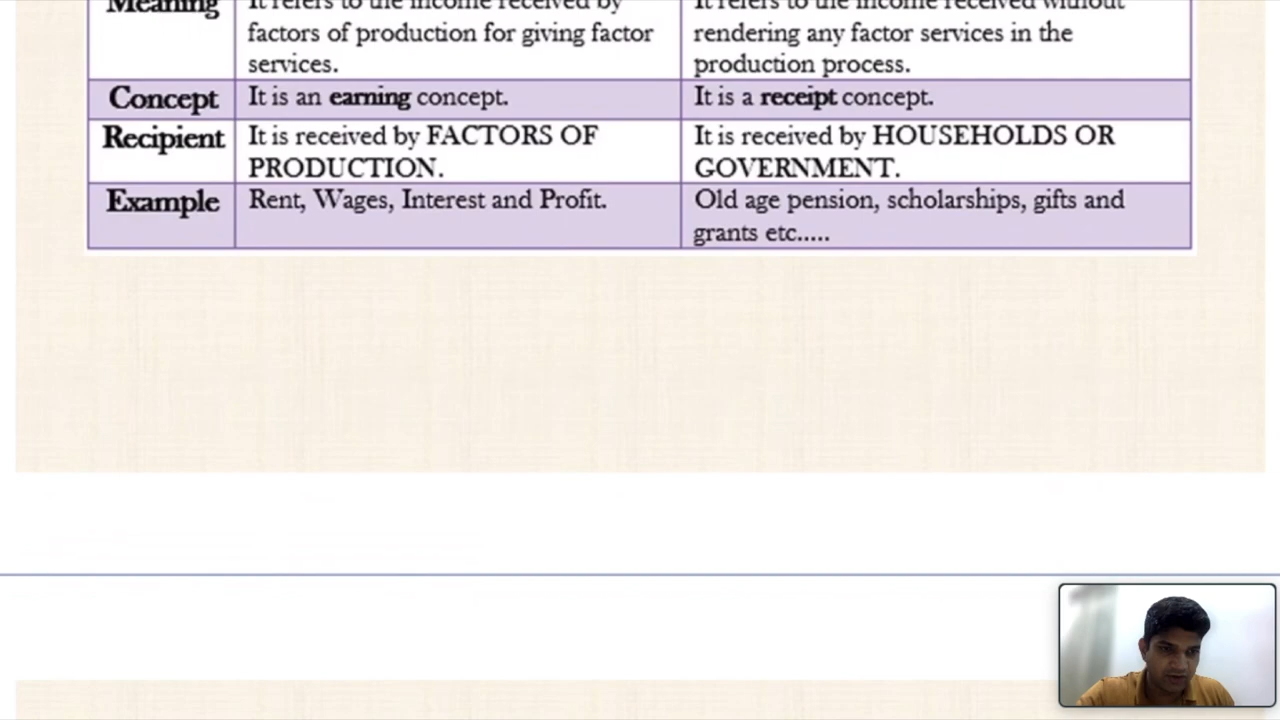 Meaning It refers to the income received by It refers to the income received without
factors of production for giving factor rendering any factor services in the
services. production process.
Concept It is an earning concept. It is a receipt concept.
Recipient It is received by FACTORS OF It is received by HOUSEHOLDS OR
PRODUCTION. GOVERNMENT.
Example Rent, Wages, Interest and Profit. Old age pension, scholarships, gifts and
grants etc.....